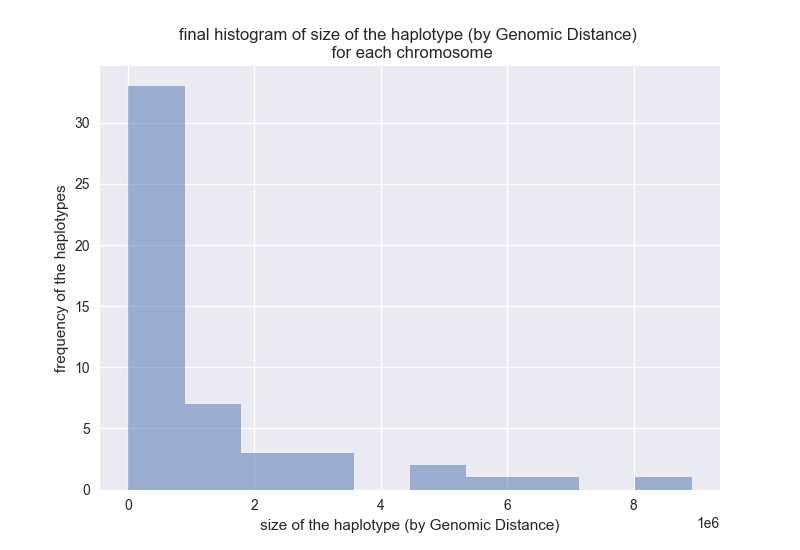 final histogram of size of the haplotype (by Genomic Distance)
for each chromosome
frequency of the haplotypes
30
25
20
15
10
5
0
0 2 4 6 8
1e6
size of the haplotype (by Genomic Distance)